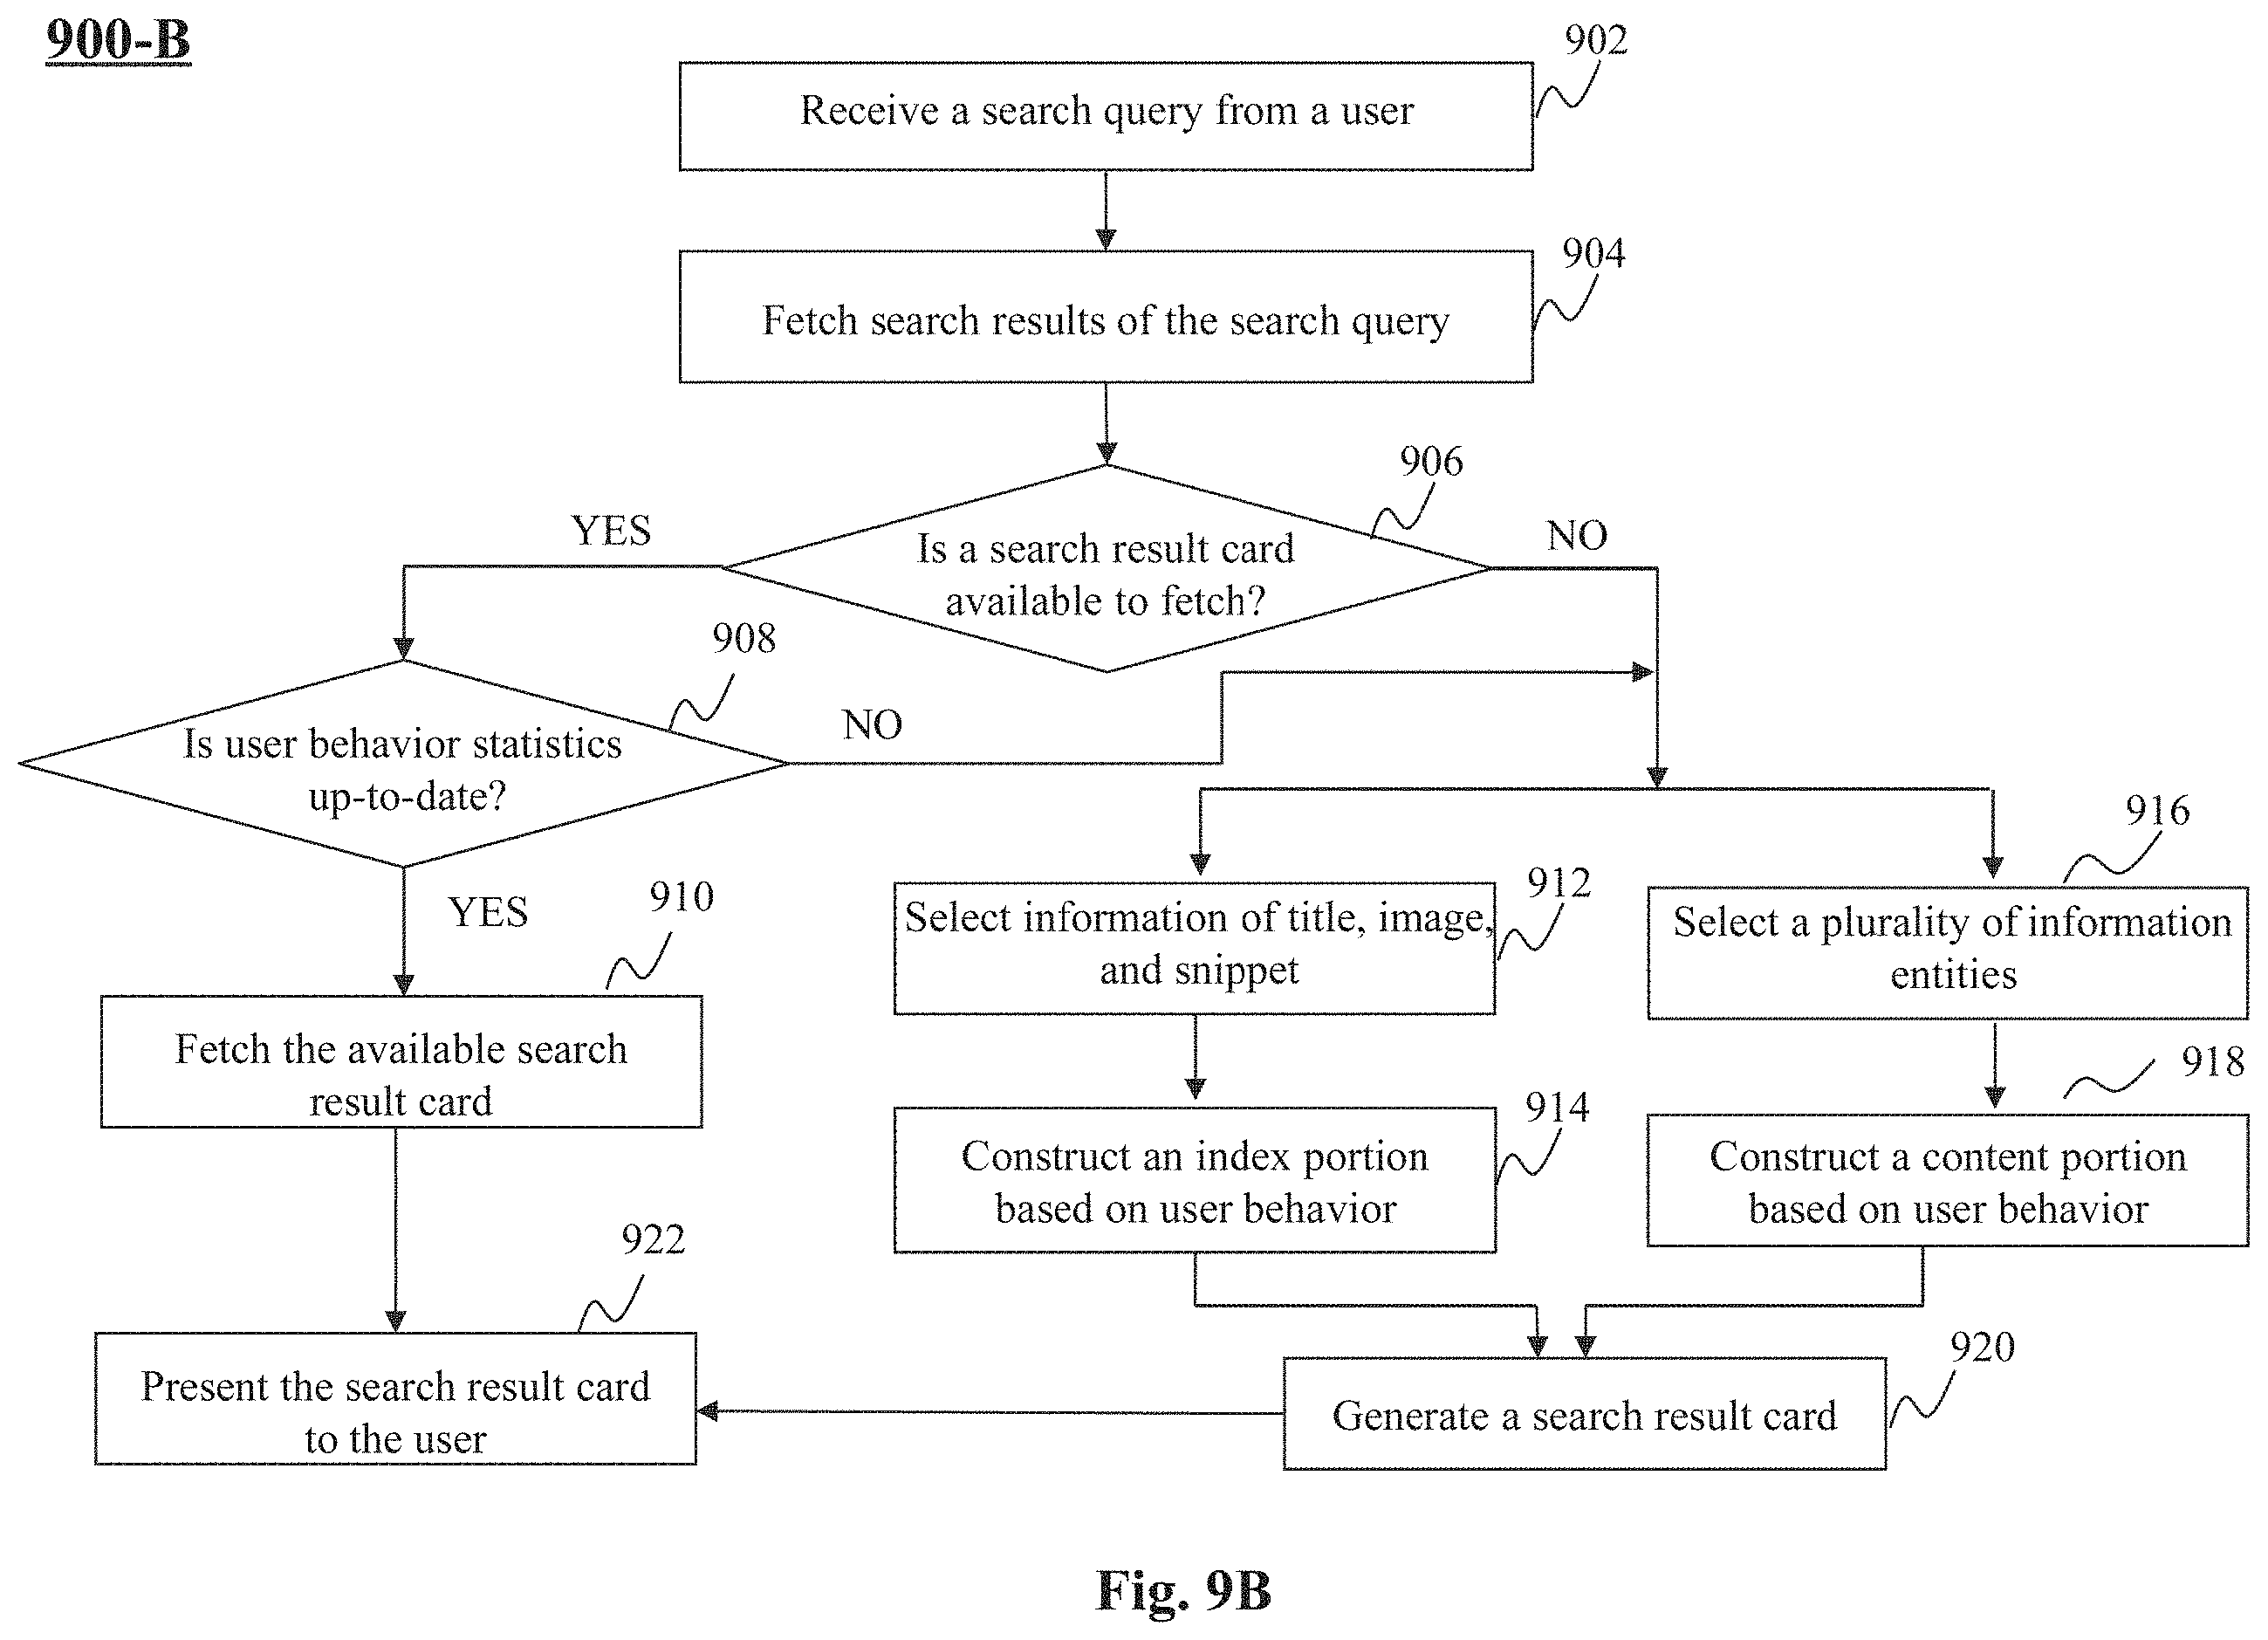 900-B
902
Receive a search query from a user
904
Fetch search results of the search query
906
YES
NO
Is a search result card
available to fetch?
908
NO
Is user behavior statistics
up-to-date?
916
912
910
YES
Select information of title, image,
and snippet
Select a plurality of information
entities
Fetch the available search
result card
918
914
Construct an index portion
based on user behavior
Construct a content portion
based on user behavior
922
920
Present the search result card
to the user
Generate a search result card
Fig. 9B